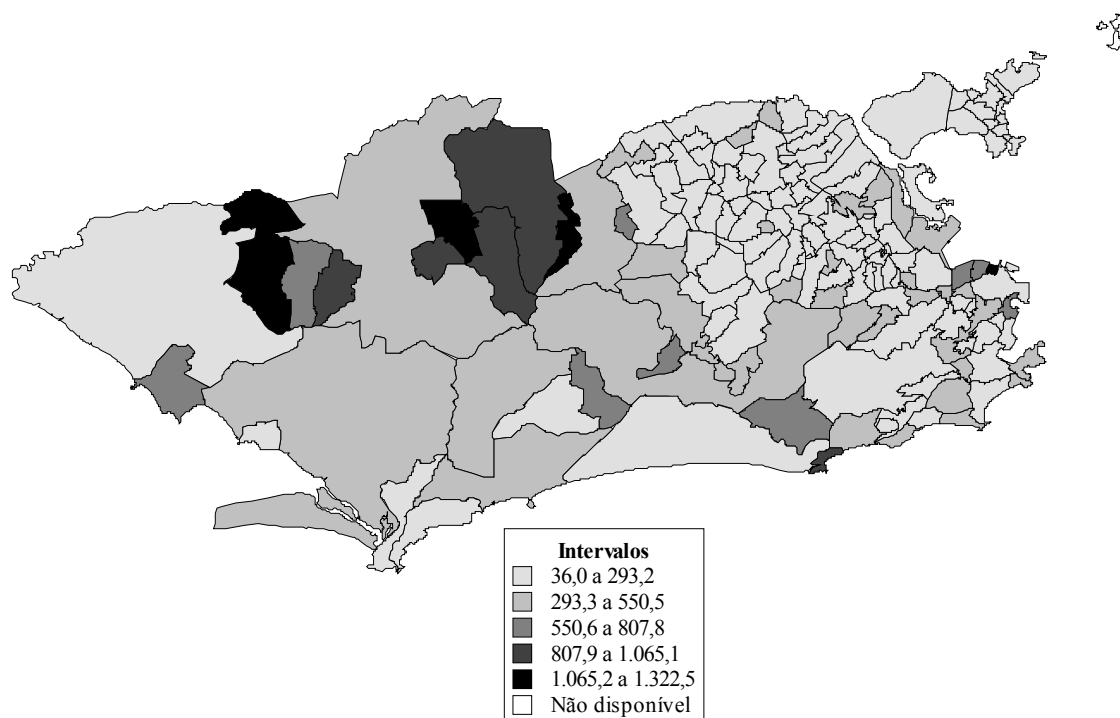 Intervalos
36,0 a 293,2
293,3 a 550,5
550,6 a 807,8
807,9 a 1.065,1
1.065,2 a 1.322,5
Não disponível